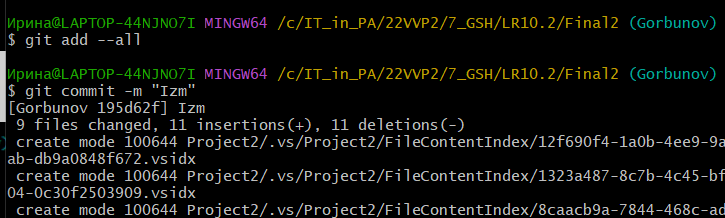 Ирина@LAPTOP-44NJNO7I MINGW64 /c/IT_in_PA/22VVP2/7_GSH/LR10.2/Final2 (Gorbunov)
$ git add --all
Ирина@LAPTOP-44NJNO7I MINGW64 /c/IT_in_PA/22VVP2/7_GSH/LR10.2/Final2 (Gorbunov)
$ git commit -m "Izm"
[Gorbunov 195d62f] Izm
 9 files changed, 11 insertions(+), 11 deletions(-)
 create mode 100644 Project2/.vs/Project2/FileContentIndex/12f690f4-1a0b-4ee9-9a
ab-db9a0848f672.vsidx
 create mode 100644 Project2/.vs/Project2/FileContentIndex/1323a487-8c7b-4c45-bf
04-0c30f2503909.vsidx
 create mode 100644 Project2/.vs/Project2/FileContentIndex/8caacb9a-7844-468c-ad